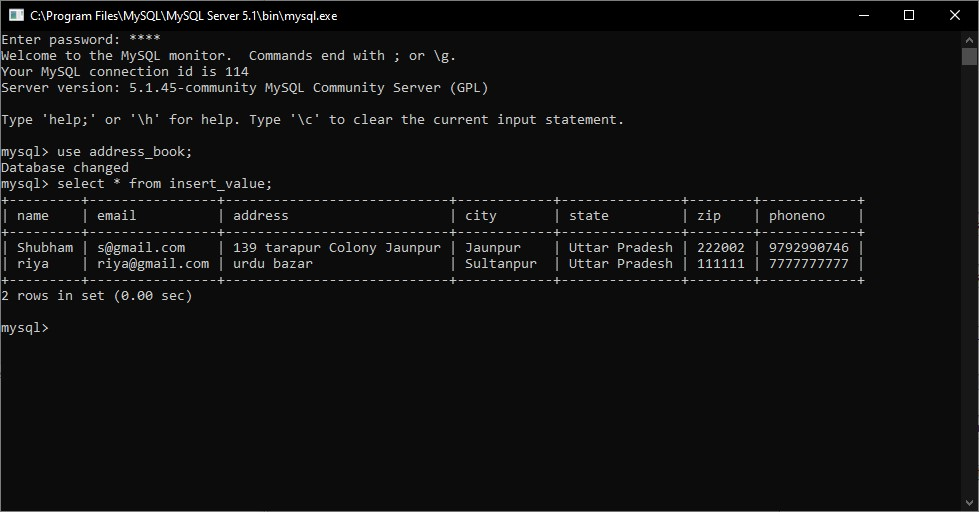 C:\Program Files\MySQL\MySQL Server 5.1\bin\mysql.exe
Enter password: ****
Welcome to the MySQL monitor.  Commands end with ; or \g.
Your MySQL connection id is 114
Server version: 5.1.45-community MySQL Community Server (GPL)
Type 'help;' or '\h' for help. Type '\c' to clear the current input statement.
mysql> use address_book;
Database changed
mysql> select * from insert_value;
+---------+----------------+----------------------------+------------+---------------+--------+------------+
| name    | email          | address                    | city       | state         | zip    | phoneno    |
+---------+----------------+----------------------------+------------+---------------+--------+------------+
| Shubham | s@gmail.com    | 139 tarapur Colony Jaunpur | Jaunpur    | Uttar Pradesh | 222002 | 9792990746 |
| riya    | riya@gmail.com | urdu bazar                 | Sultanpur  | Uttar Pradesh | 111111 | 7777777777 |
+---------+----------------+----------------------------+------------+---------------+--------+------------+
2 rows in set (0.00 sec)
mysql>